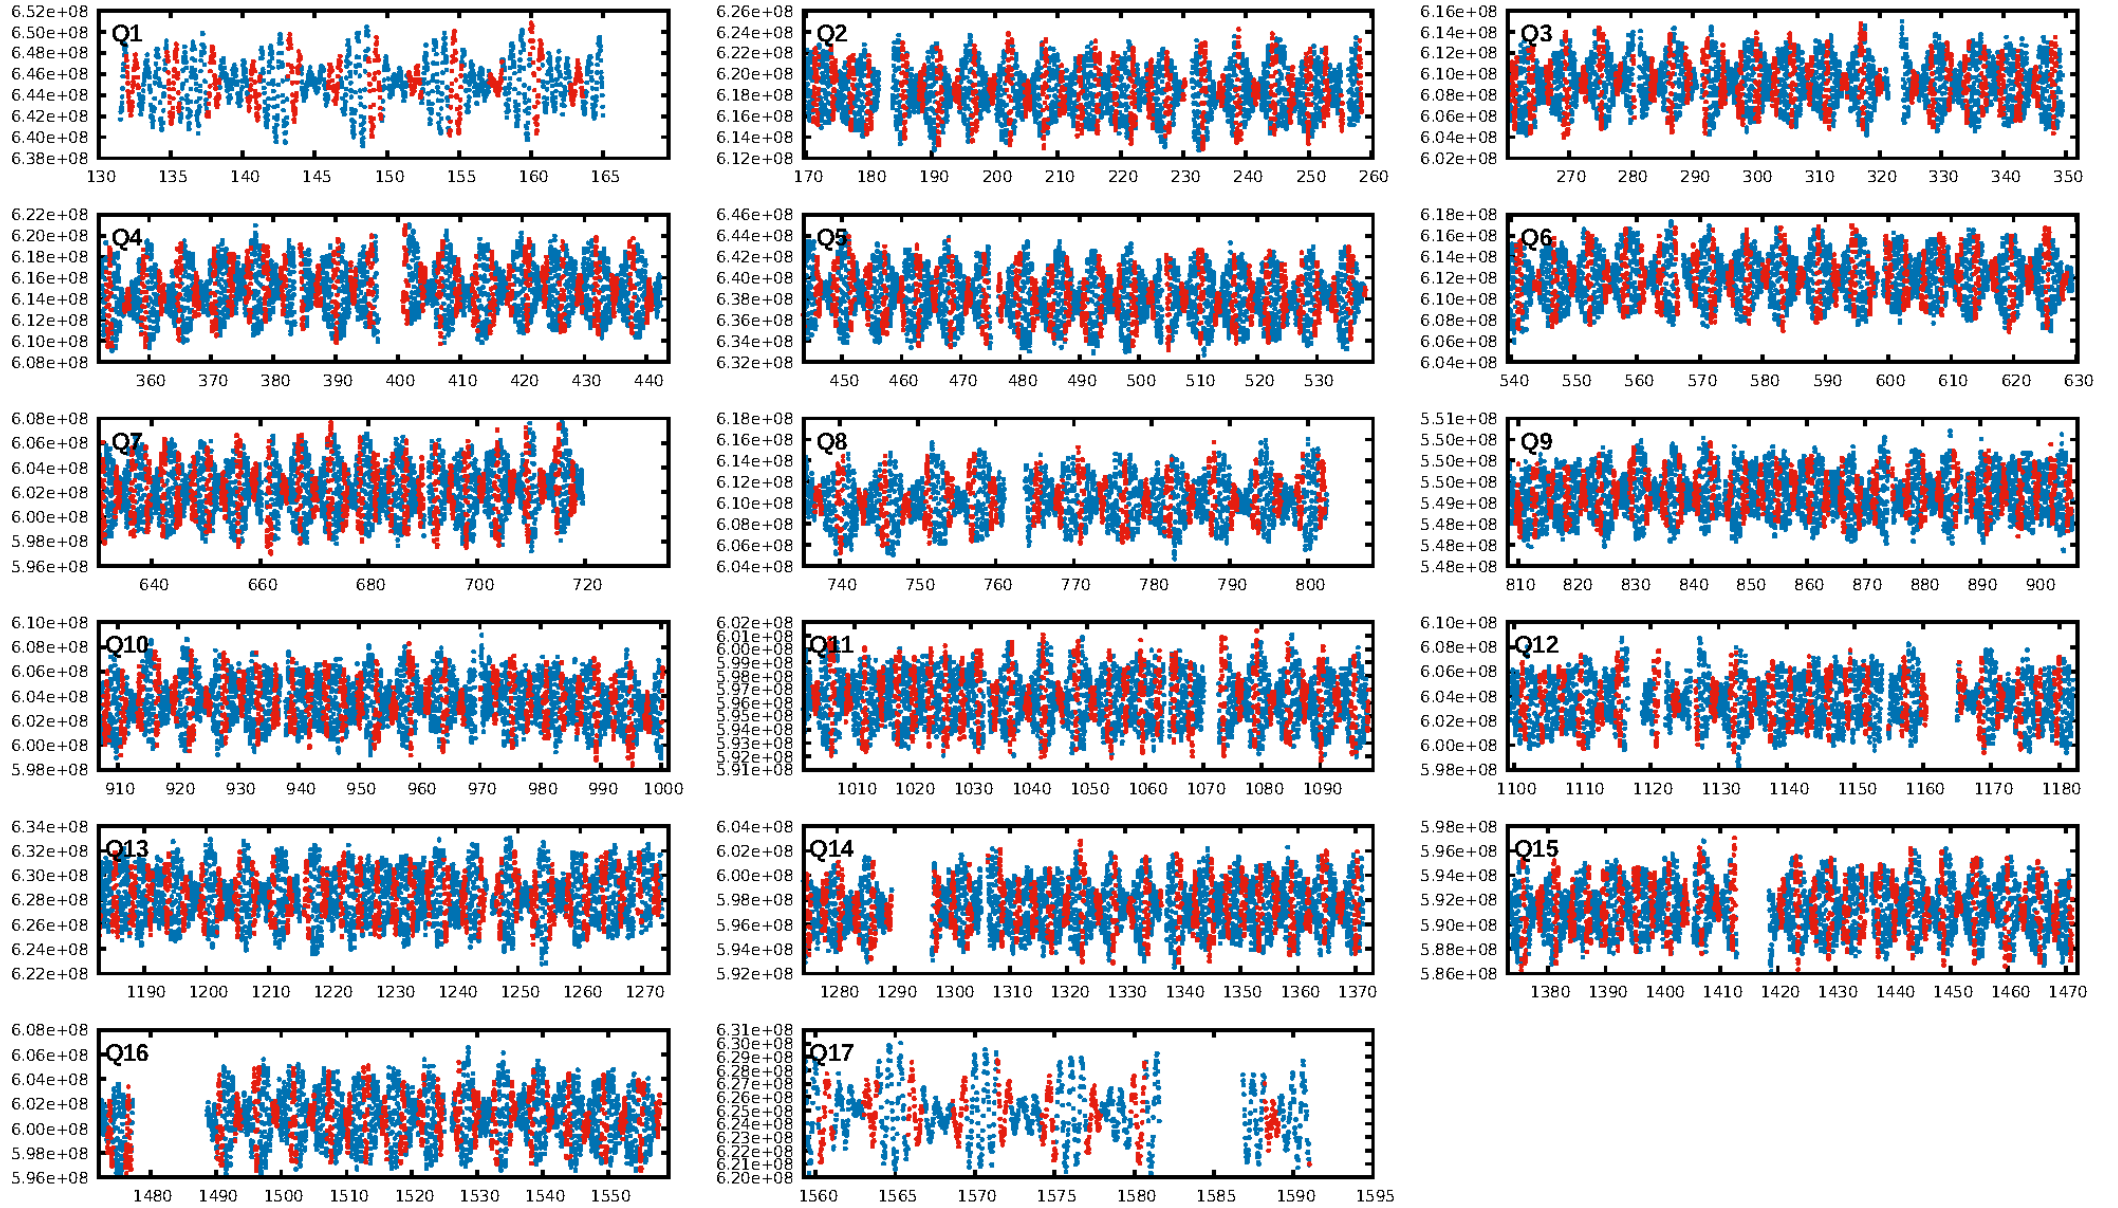 Q1
6.52e+08
6.50e+08
6.48e+08
6.46e+08
6.44e+08
6.42e+08
6.40e+08
6.38e+08
130 135 140 145 150 155 160 165
Q2
6.26e+08
6.24e+08
6.22e+08
6.20e+08
6.18e+08
6.16e+08
6.14e+08
6.12e+08
170 180 190 200 210 220 230 240 250 260
Q3
6.16e+08
6.14e+08
6.12e+08
6.10e+08
6.08e+08
6.06e+08
6.04e+08
6.02e+08
270 280 290 300 310 320 330 340 350
Q4
6.22e+08
6.20e+08
6.18e+08
6.16e+08
6.14e+08
6.12e+08
6.10e+08
6.08e+08
360 370 380 390 400 410 420 430 440
Q5
6.46e+08
6.44e+08
6.42e+08
6.40e+08
6.38e+08
6.36e+08
6.34e+08
6.32e+08
450 460 470 480 490 500 510 520 530
Q6
6.18e+08
6.16e+08
6.14e+08
6.12e+08
6.10e+08
6.08e+08
6.06e+08
6.04e+08
540 550 560 570 580 590 600 610 620 630
Q7
6.08e+08
6.06e+08
6.04e+08
6.02e+08
6.00e+08
5.98e+08
5.96e+08
640 660 680 700 720
Q8
6.18e+08
6.16e+08
6.14e+08
6.12e+08
6.10e+08
6.08e+08
6.06e+08
6.04e+08
740 750 760 770 780 790 800
Q9
5.51e+08
5.50e+08
5.50e+08
5.49e+08
5.49e+08
5.48e+08
5.48e+08
5.48e+08
810 820 830 840 850 860 870 880 890 900
Q10
6.10e+08
6.08e+08
6.06e+08
6.04e+08
6.02e+08
6.00e+08
5.98e+08
910 920 930 940 950 960 970 980 990 1000
Q11
6.02e+08
6.01e+08
6.00e+08
5.99e+08
5.98e+08
5.97e+08
5.96e+08
5.95e+08
5.94e+08
5.93e+08
5.92e+08
5.91e+08
1010 1020 1030 1040 1050 1060 1070 1080 1090
Q12
6.10e+08
6.08e+08
6.06e+08
6.04e+08
6.02e+08
6.00e+08
5.98e+08
1100 1110 1120 1130 1140 1150 1160 1170 1180
Q13
6.34e+08
6.32e+08
6.30e+08
6.28e+08
6.26e+08
6.24e+08
6.22e+08
1190 1200 1210 1220 1230 1240 1250 1260 1270
Q14
6.04e+08
6.02e+08
6.00e+08
5.98e+08
5.96e+08
5.94e+08
5.92e+08
1280 1290 1300 1310 1320 1330 1340 1350 1360 1370
Q15
5.98e+08
5.96e+08
5.94e+08
5.92e+08
5.90e+08
5.88e+08
5.86e+08
1380 1390 1400 1410 1420 1430 1440 1450 1460 1470
Q16
6.08e+08
6.06e+08
6.04e+08
6.02e+08
6.00e+08
5.98e+08
5.96e+08
1480 1490 1500 1510 1520 1530 1540 1550
Q17
6.31e+08
6.30e+08
6.29e+08
6.28e+08
6.27e+08
6.26e+08
6.25e+08
6.24e+08
6.23e+08
6.22e+08
6.21e+08
6.20e+08
1560 1565 1570 1575 1580 1585 1590 1595